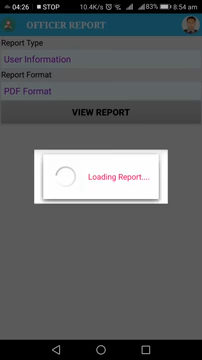 04:26 STOP 10.4K/s 73% 8:54 am
OFFICER REPORT
Report Type
User Information
Report Format
PDF Format
VIEW REPORT
Loading Report....